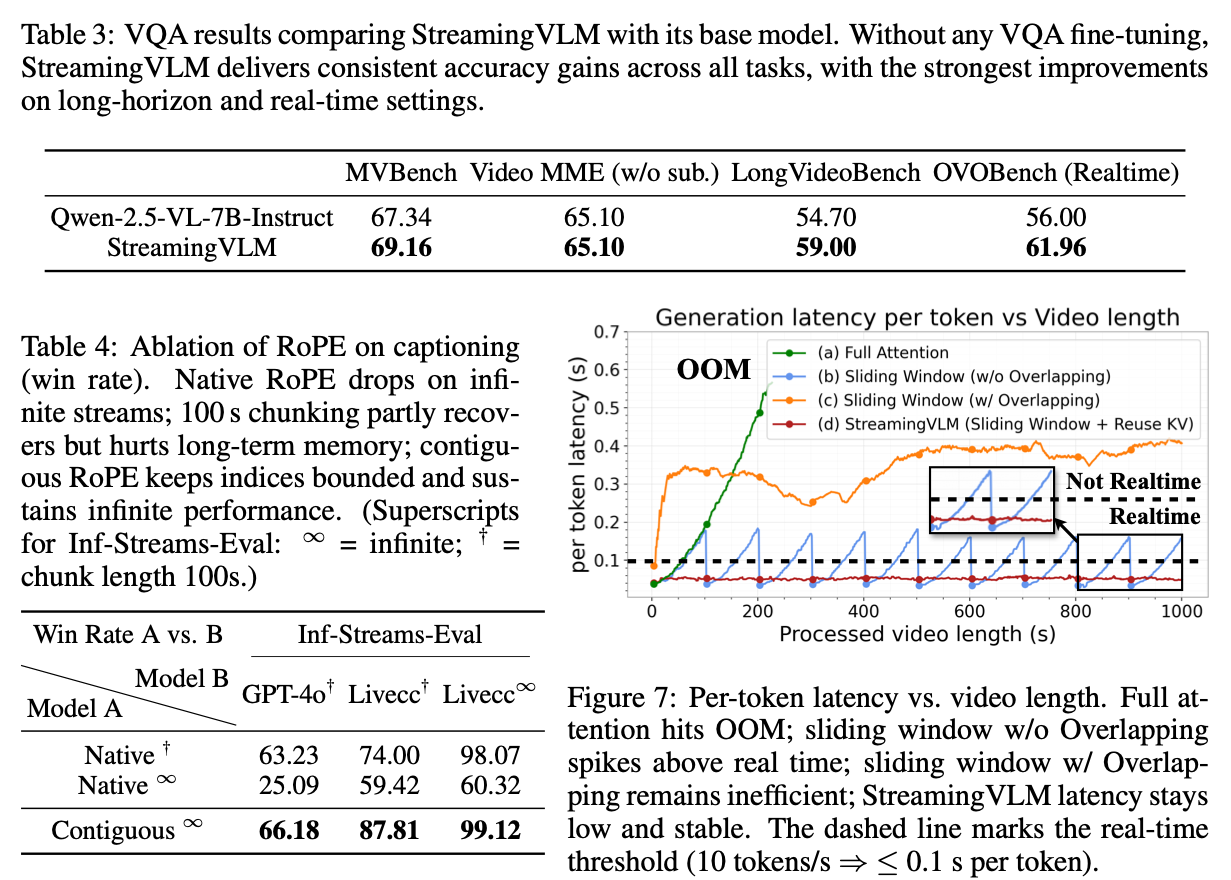 Table 3: VQA results comparing StreamingVLM with its base model. Without any VQA fine-tuning,
StreamingVLM delivers consistent accuracy gains across all tasks, with the strongest improvements
on long-horizon and real-time settings.
MVBench Video MME (w/o sub.) LongVideoBench OVOBench (Realtime)
Qwen-2.5-VL-7B-Instruct 67.34 65.10 54.70 56.00
StreamingVLM 69.16 65.10 59.00 61.96
Table 4: Ablation of RoPE on captioning
(win rate). Native RoPE drops on infi-
nite streams; 100 s chunking partly recov-
ers but hurts long-term memory; contigu-
ous RoPE keeps indices bounded and sus-
tains infinite performance. (Superscripts
for Inf-Streams-Eval: ∞ = infinite; † =
chunk length 100s.)
Win Rate A vs. B Inf-Streams-Eval
Model B
Model A
GPT-4o† Livecc† Livecc∞
Native † 63.23 74.00 98.07
Native ∞ 25.09 59.42 60.32
Contiguous ∞ 66.18 87.81 99.12
Generation latency per token vs Video length
per token latency (s)
0.7
0.6
0.5
0.4
0.3
0.2
0.1
OOM
(a) Full Attention
(b) Sliding Window (w/o Overlapping)
(c) Sliding Window (w/ Overlapping)
(d) StreamingVLM (Sliding Window + Reuse KV)
Not Realtime
Realtime
0 200 400 600 800 1000
Processed video length (s)
Figure 7: Per-token latency vs. video length. Full at-
tention hits OOM; sliding window w/o Overlapping
spikes above real time; sliding window w/ Overlap-
ping remains inefficient; StreamingVLM latency stays
low and stable. The dashed line marks the real-time
threshold (10 tokens/s ⇒ ≤ 0.1 s per token).